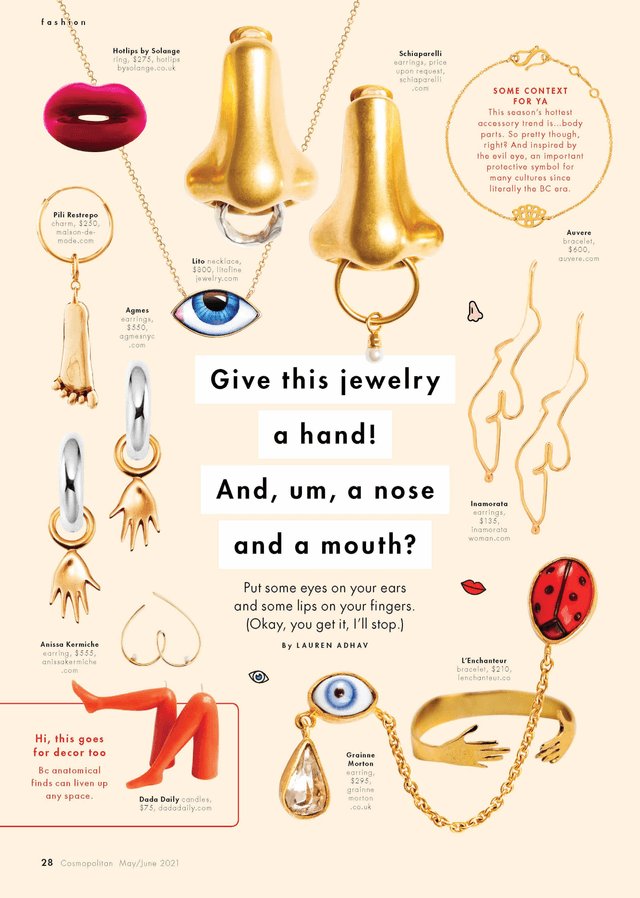 fashion
Hotlips by Solange
ring, $275, hotlips
bysolange.co.uk
Schiaparelli
earrings, price
upon request,
schiaparelli
.com
SOME CONTEXT
FOR YA
This season's hottest
accessory trend is...body
parts. So pretty though,
right? And inspired by
the evil eye, an important
protective symbol for
many cultures since
literally the BC era.
Pili Restrepo
charm, $250,
maison-de-
mode.com
Lito necklace,
$800, litofine
jewelry.com
Auvere
bracelet,
$600,
auvere.com
Agmes
earrings,
$550,
agmesnyc
.com
Give this jewelry
a hand!
And, um, a nose
and a mouth?
Put some eyes on your ears
and some lips on your fingers.
(Okay, you get it, I'll stop.)
By LAUREN ADHAV
Inamorata
earrings,
$135,
inamorata
woman.com
Anissa Kermiche
earring, $555,
anissakermiche
.com
L'Enchanteur
bracelet, $210,
lenchanteur.co
Hi, this goes
for decor too
Bc anatomical
finds can liven up
any space.
Dada Daily candles,
$75, dadadaily.com
Grainne
Morton
earring,
$295,
grainne
morton
.co.uk
28 Cosmopolitan May/June 2021